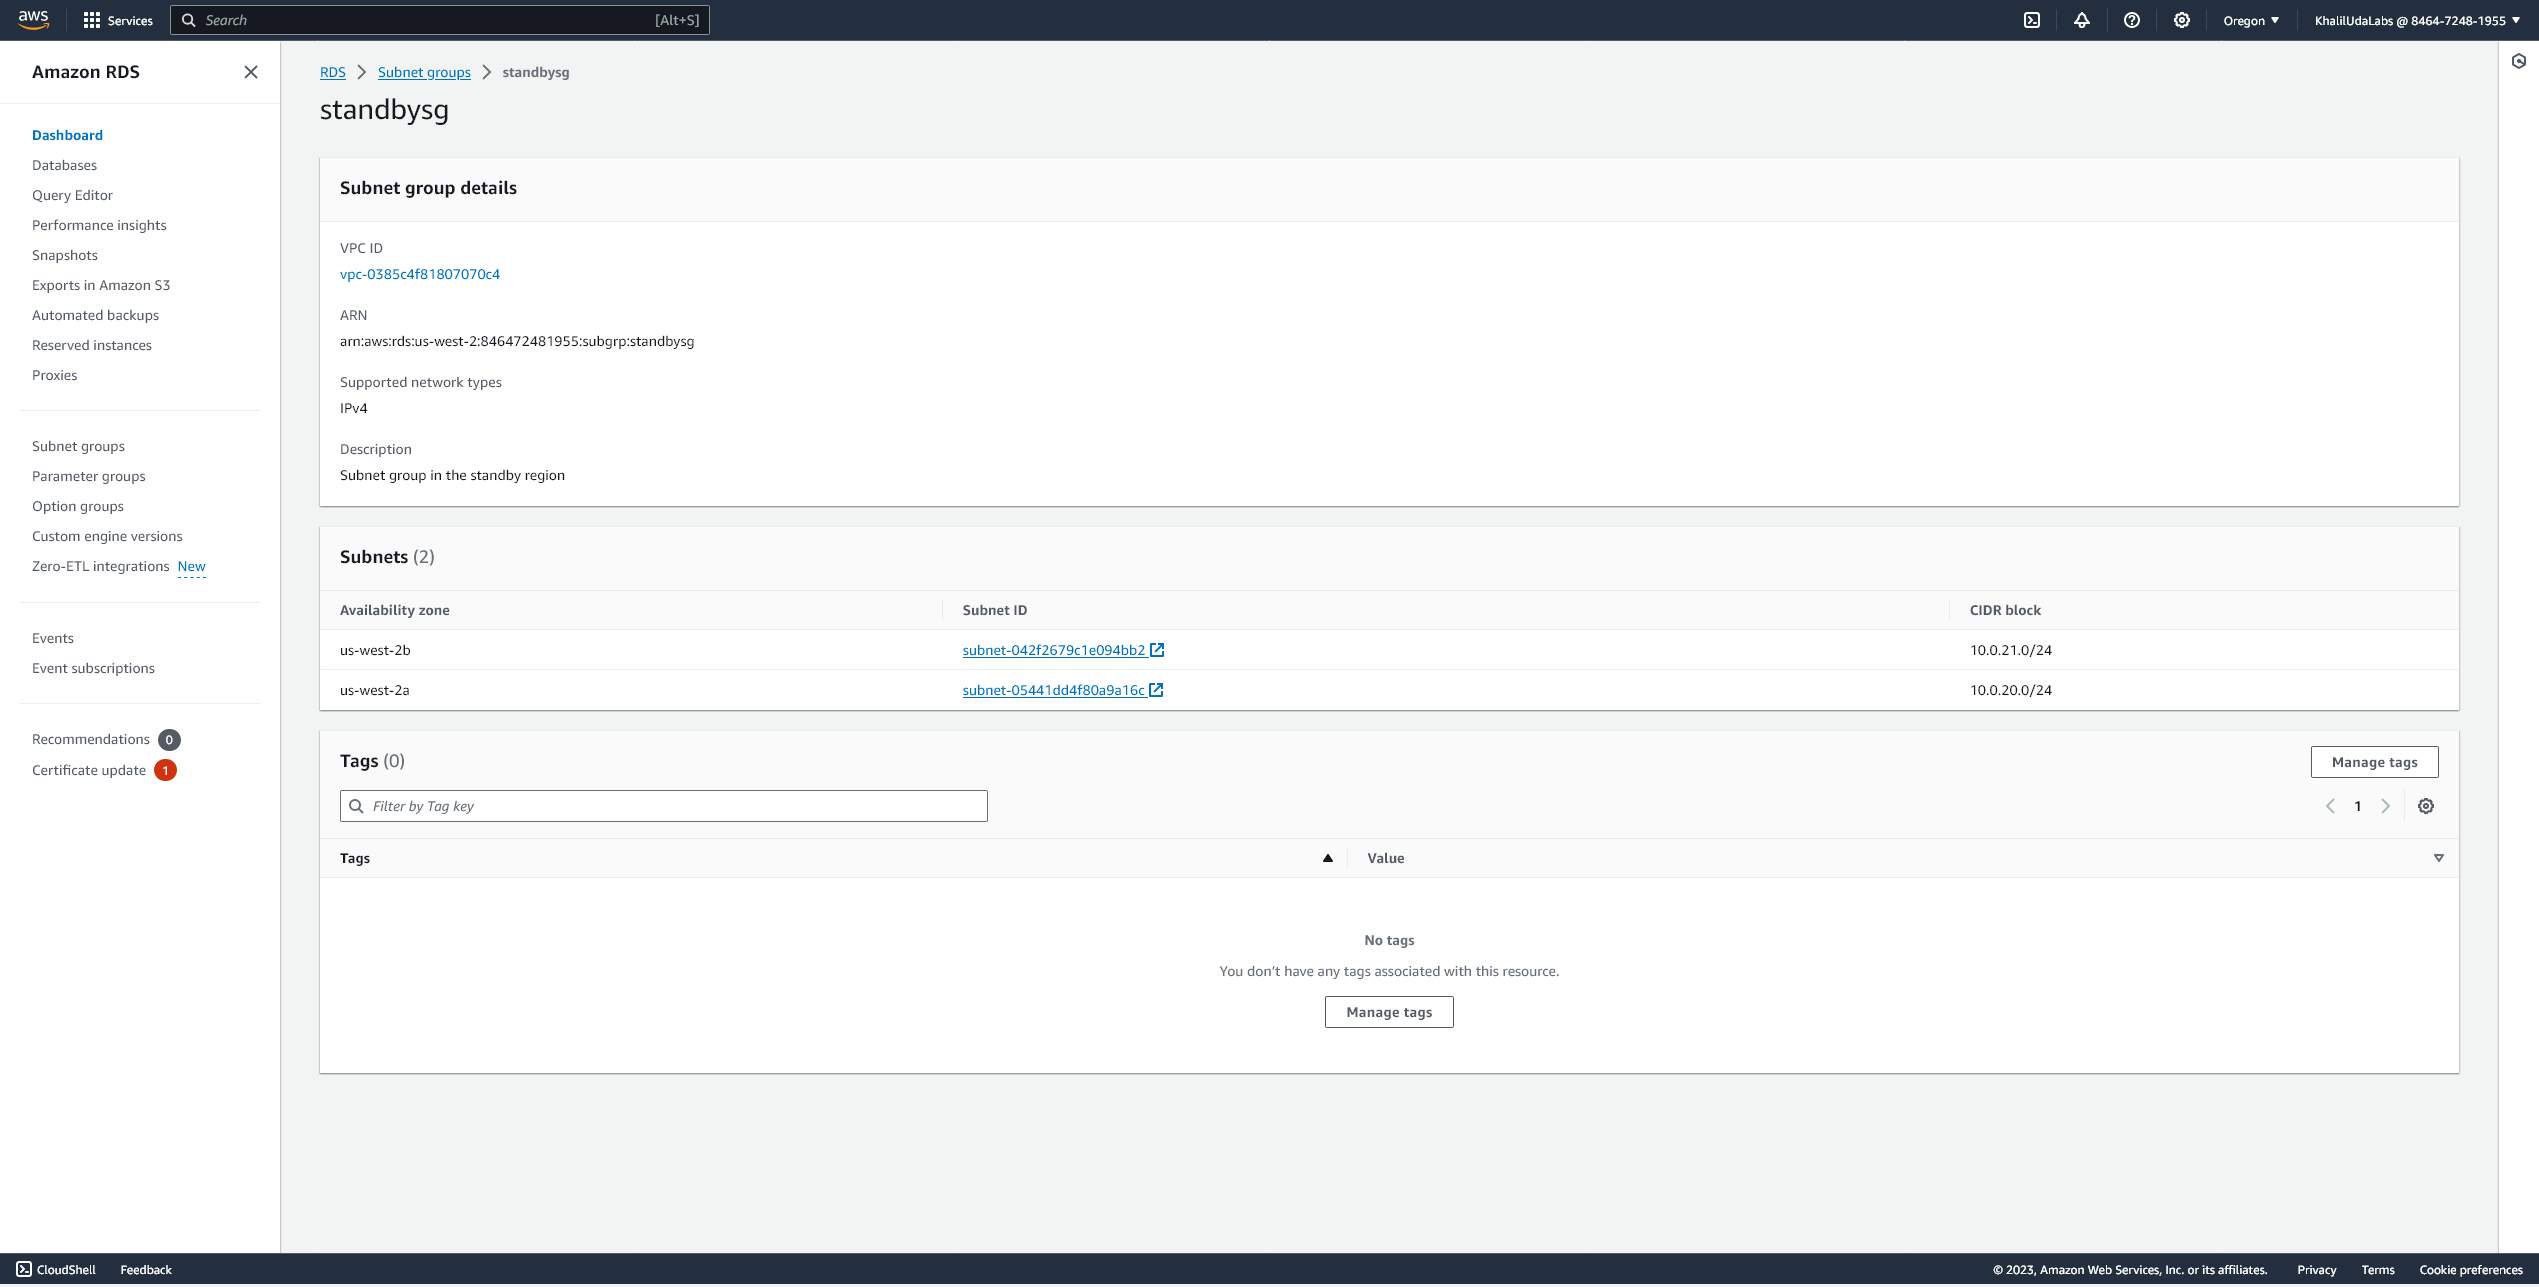 aws
Services
Search
[Alt+S]
Oregon
KhalilUdaLabs @ 8464-7248-1955
Amazon RDS
Dashboard
Databases
Query Editor
Performance insights
Snapshots
Exports in Amazon S3
Automated backups
Reserved instances
Proxies
Subnet groups
Parameter groups
Option groups
Custom engine versions
Zero-ETL integrations New
Events
Event subscriptions
Recommendations 0
Certificate update 1
RDS > Subnet groups > standbysg
standbysg
Subnet group details
VPC ID
vpc-0385c4f81807070c4
ARN
arn:aws:rds:us-west-2:846472481955:subgrp:standbysg
Supported network types
IPv4
Description
Subnet group in the standby region
Subnets (2)
Availability zone Subnet ID CIDR block
us-west-2b subnet-042f2679c1e094bb2 10.0.21.0/24
us-west-2a subnet-05441dd4f80a9a16c 10.0.20.0/24
Tags (0)
Manage tags
Filter by Tag key
1
Tags Value
No tags
You don't have any tags associated with this resource.
Manage tags
CloudShell Feedback
© 2023, Amazon Web Services, Inc. or its affiliates. Privacy Terms Cookie preferences